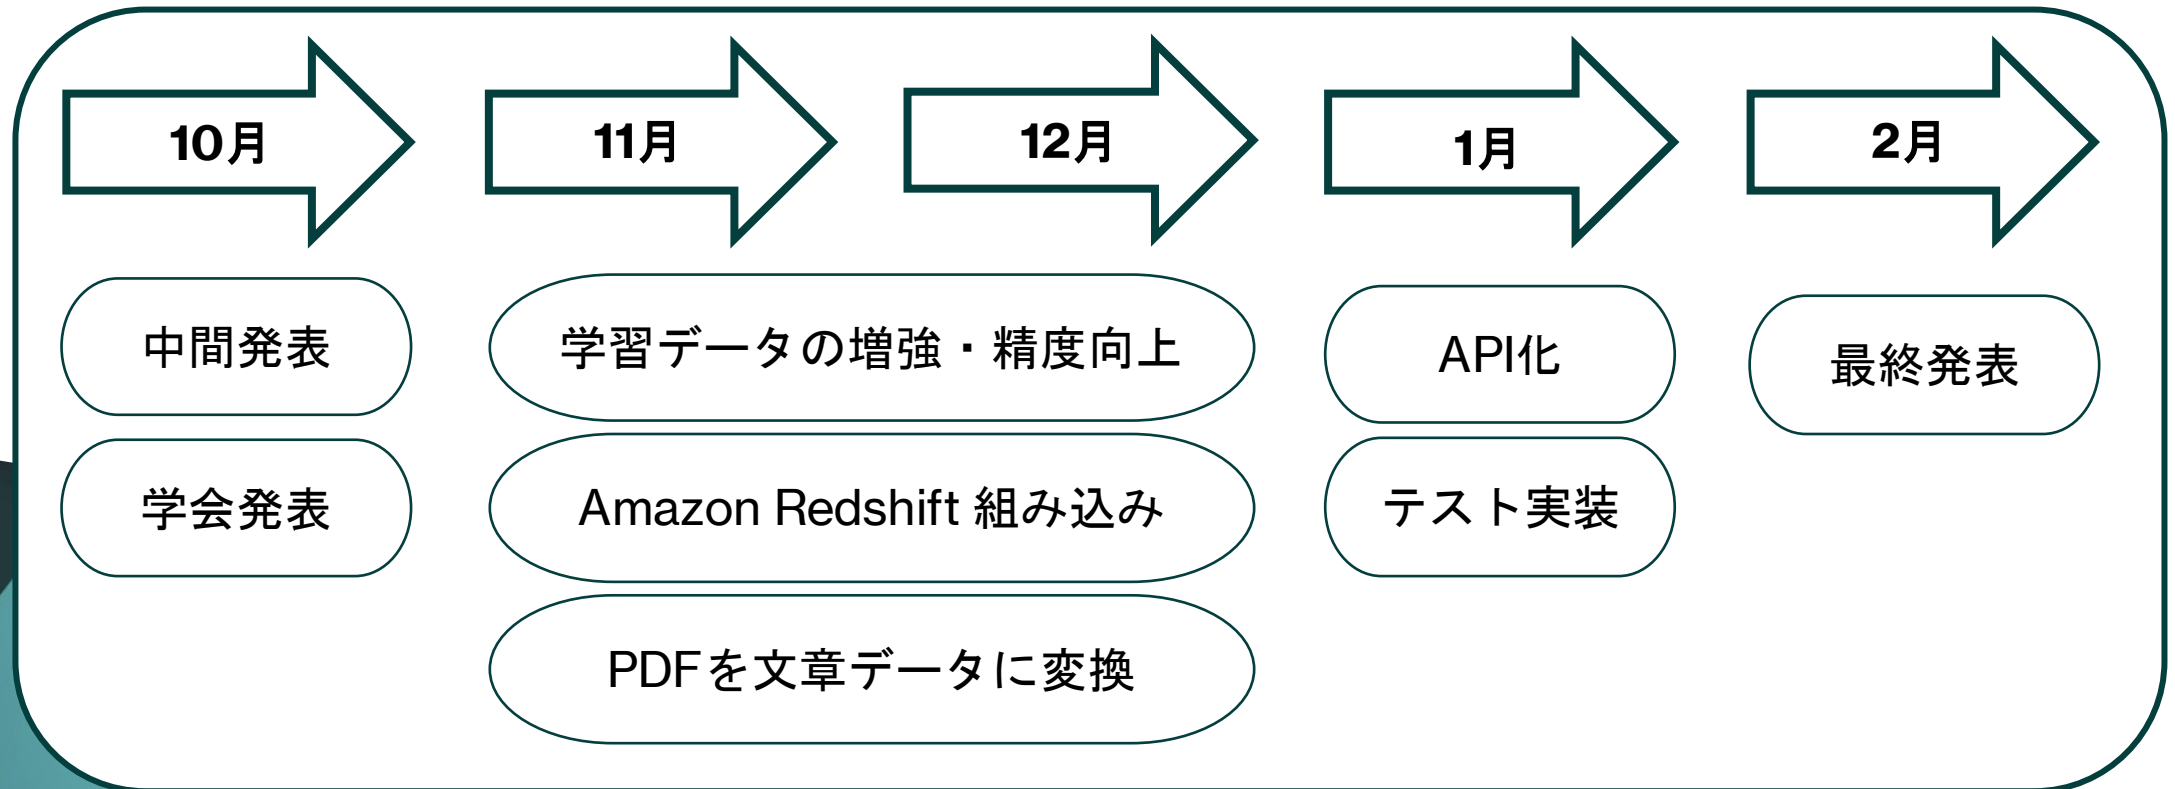 10月
11月
12月
1月
2月
中間発表
学習データの増強・精度向上
API化
最終発表
学会発表
Amazon Redshift 組み込み
テスト実装
PDFを文章データに変換